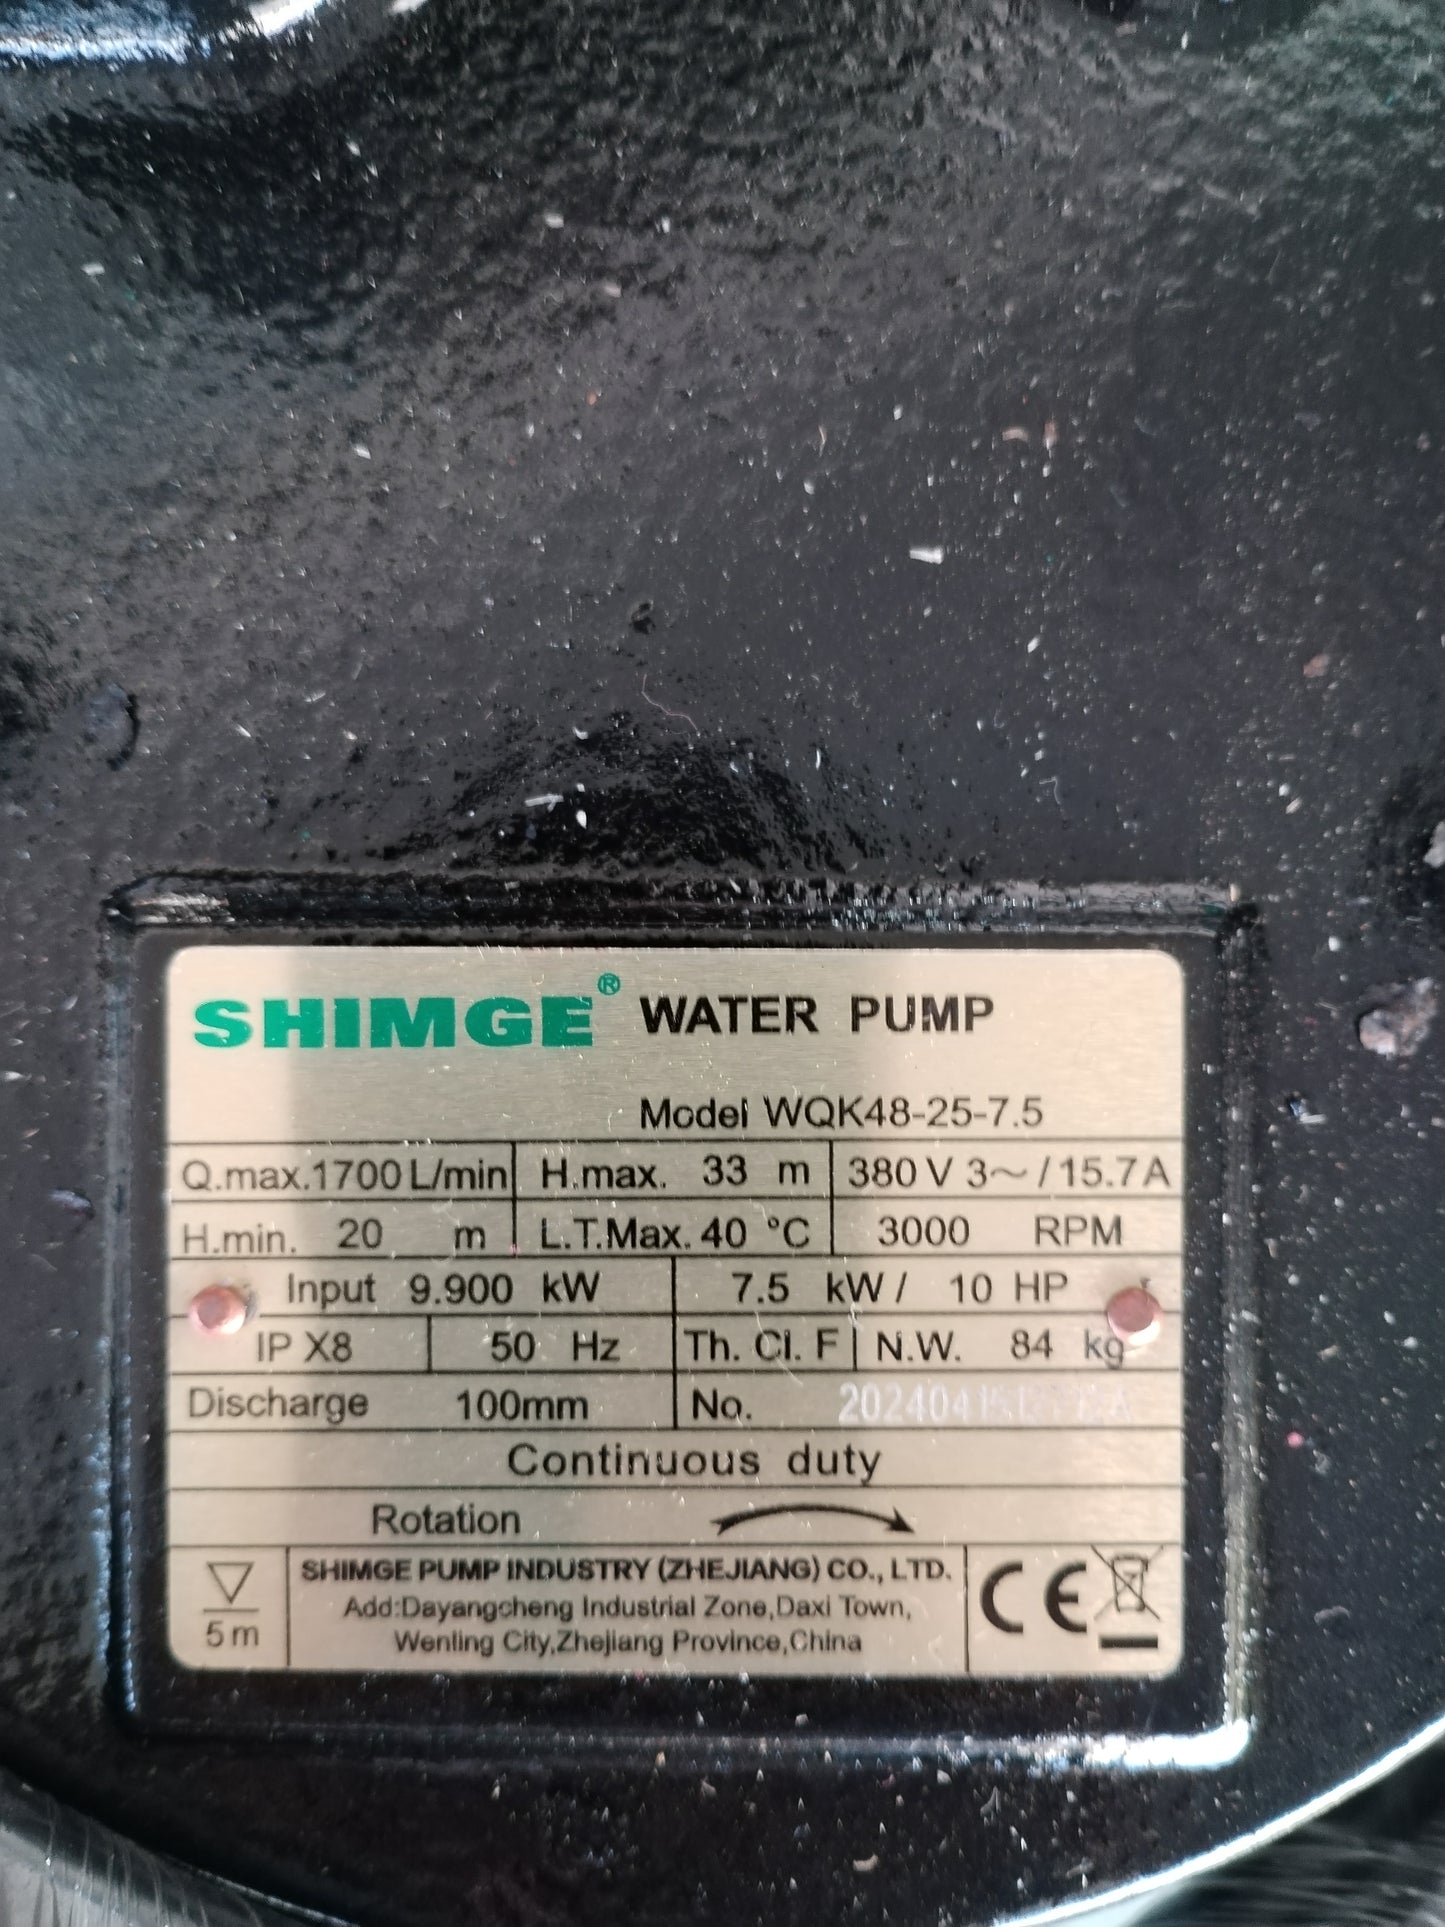 SHIMGE® WATER PUMP
Model WQK48-25-7.5
Q.max.1700 L/min H.max. 33 m 380 V 3~ / 15.7 A
H.min. 20 m L.T.Max. 40 °C 3000 RPM
Input 9.900 kW 7.5 kW / 10 HP
IP X8 50 Hz Th. Cl. F N.W. 84 kg
Discharge 100mm No.
Continuous duty
Rotation
5 m
SHIMGE PUMP INDUSTRY (ZHEJIANG) CO., LTD.
Add:Dayangcheng Industrial Zone,Daxi Town,
Wenling City,Zhejiang Province,China
CE